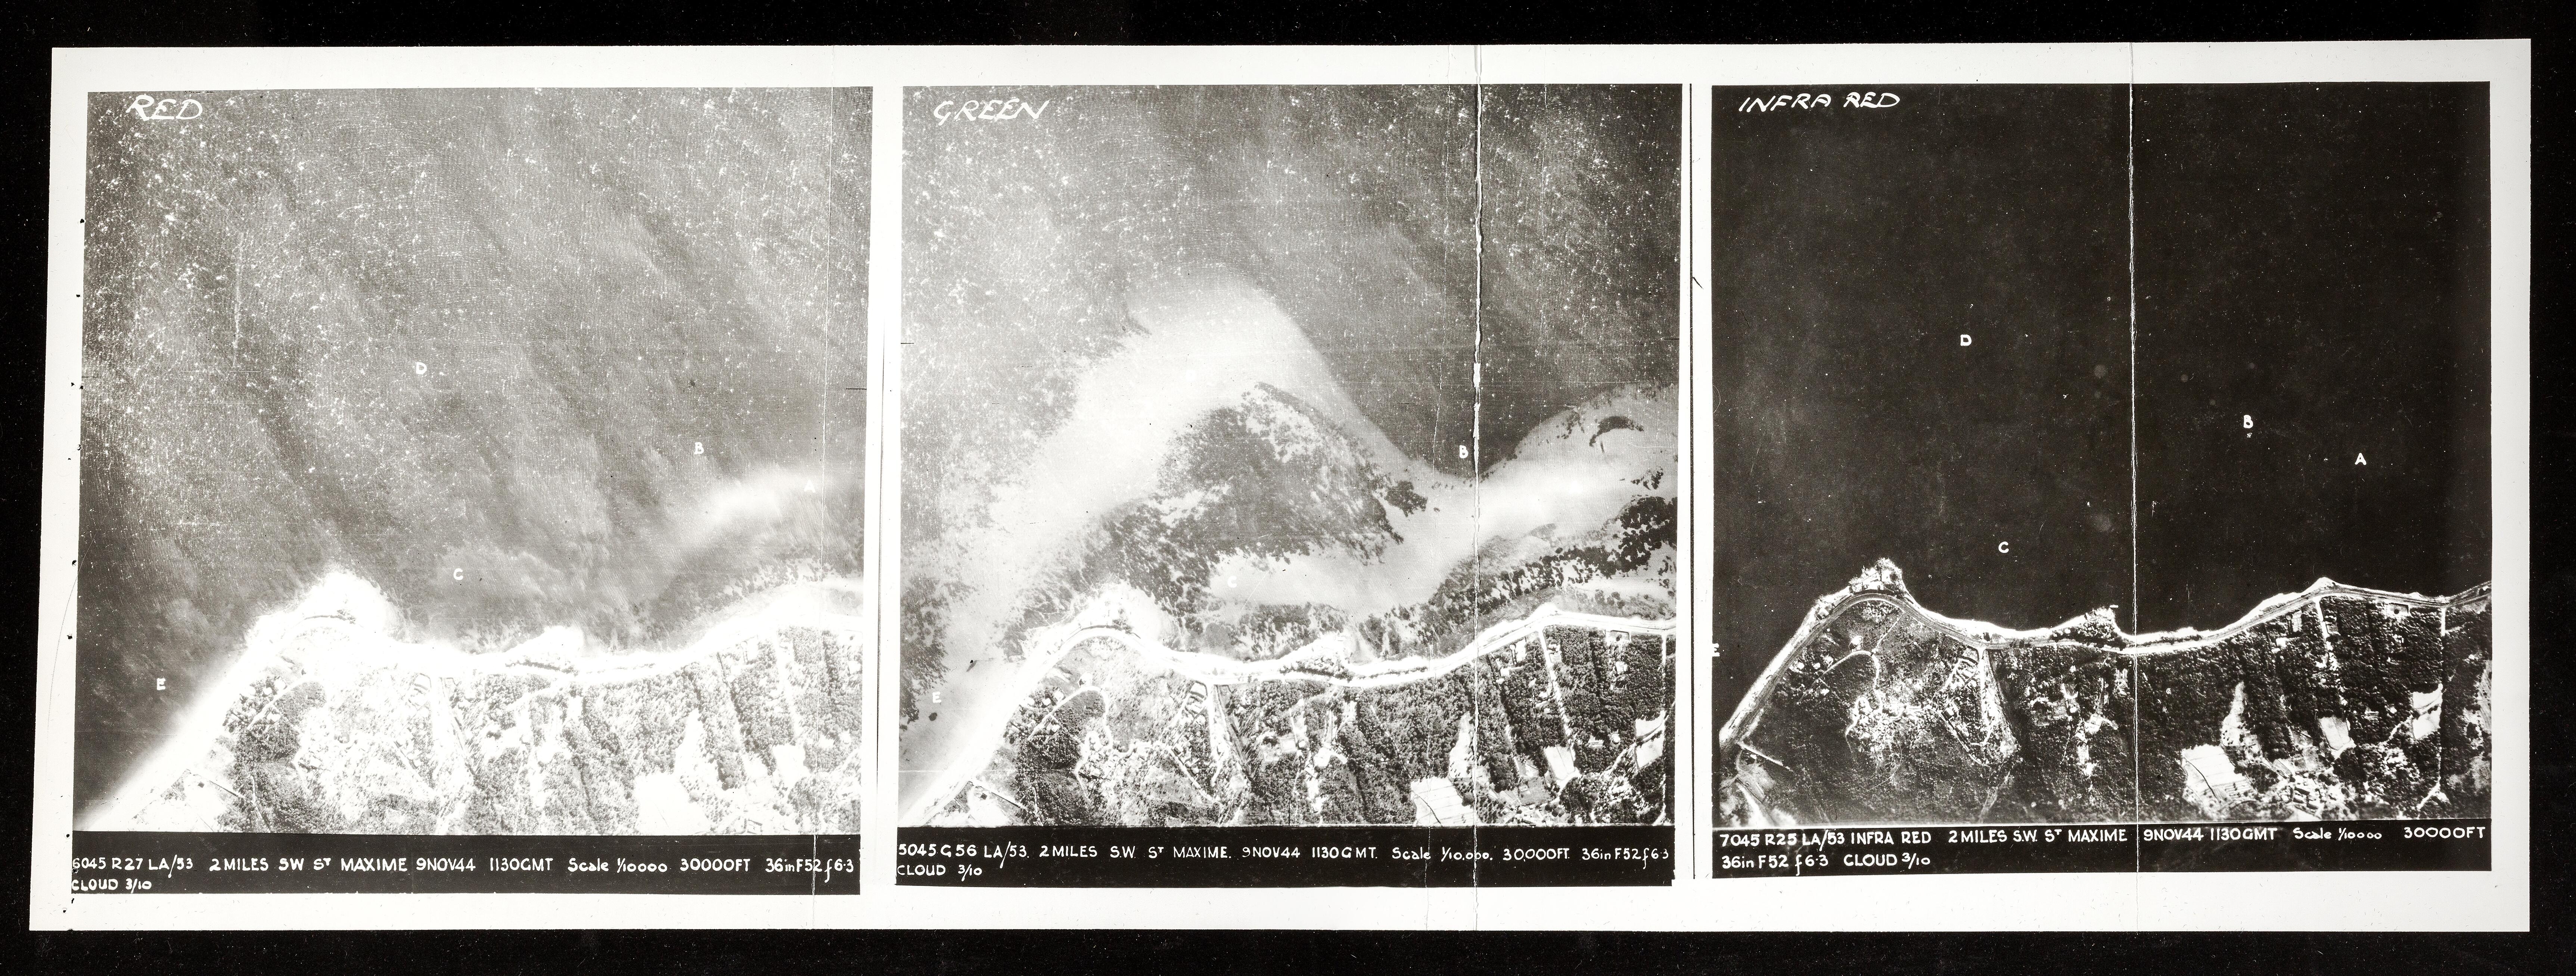 RED
D
B
A
C
E
6045 R27 LA/53 2 MILES SW Sᵀ MAXIME 9NOV44 1130GMT Scale 1/10000 30000FT 36in F52 f6·3
CLOUD 3/10
GREEN
B
C
E
5045 G56 LA/53. 2 MILES S.W. Sᵀ MAXIME. 9NOV44 1130GMT. Scale 1/10,000. 30,000FT. 36in F.52 f6·3
CLOUD 3/10
INFRA RED
D
B
A
C
E
7045 R25 LA/53 INFRA RED 2 MILES S.W. Sᵀ MAXIME 9NOV44 1130GMT Scale 1/10000 30000FT
36in F52 f6·3 CLOUD 3/10